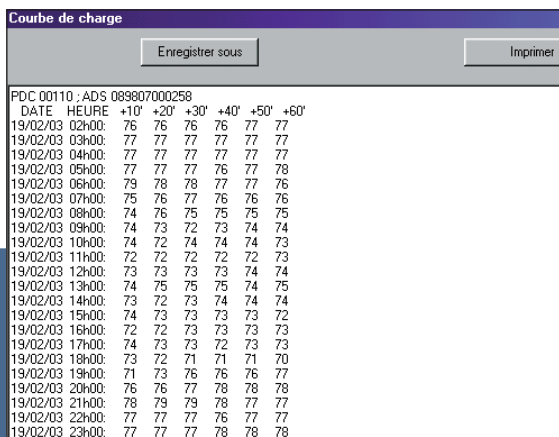 Courbe de charge
Enregistrer sous Imprimer
PDC 00110 ; ADS 089807000258
DATE HEURE +10' +20' +30' +40' +50' +60'
19/02/03 02h00: 76 76 76 76 77 77
19/02/03 03h00: 77 77 77 77 77 77
19/02/03 04h00: 77 77 77 77 77 77
19/02/03 05h00: 77 77 77 76 77 78
19/02/03 06h00: 79 78 78 77 77 76
19/02/03 07h00: 75 76 77 76 76 76
19/02/03 08h00: 74 76 75 75 75 75
19/02/03 09h00: 74 73 72 73 74 74
19/02/03 10h00: 74 72 74 74 74 73
19/02/03 11h00: 72 72 72 72 72 73
19/02/03 12h00: 73 73 73 73 74 74
19/02/03 13h00: 74 75 75 75 74 75
19/02/03 14h00: 73 72 73 74 74 74
19/02/03 15h00: 74 73 73 73 73 72
19/02/03 16h00: 72 72 73 73 73 73
19/02/03 17h00: 74 73 73 72 73 73
19/02/03 18h00: 73 72 71 71 71 70
19/02/03 19h00: 71 73 76 76 76 77
19/02/03 20h00: 76 76 77 78 78 78
19/02/03 21h00: 78 79 79 78 77 77
19/02/03 22h00: 77 77 77 76 77 77
19/02/03 23h00: 77 77 77 78 78 78